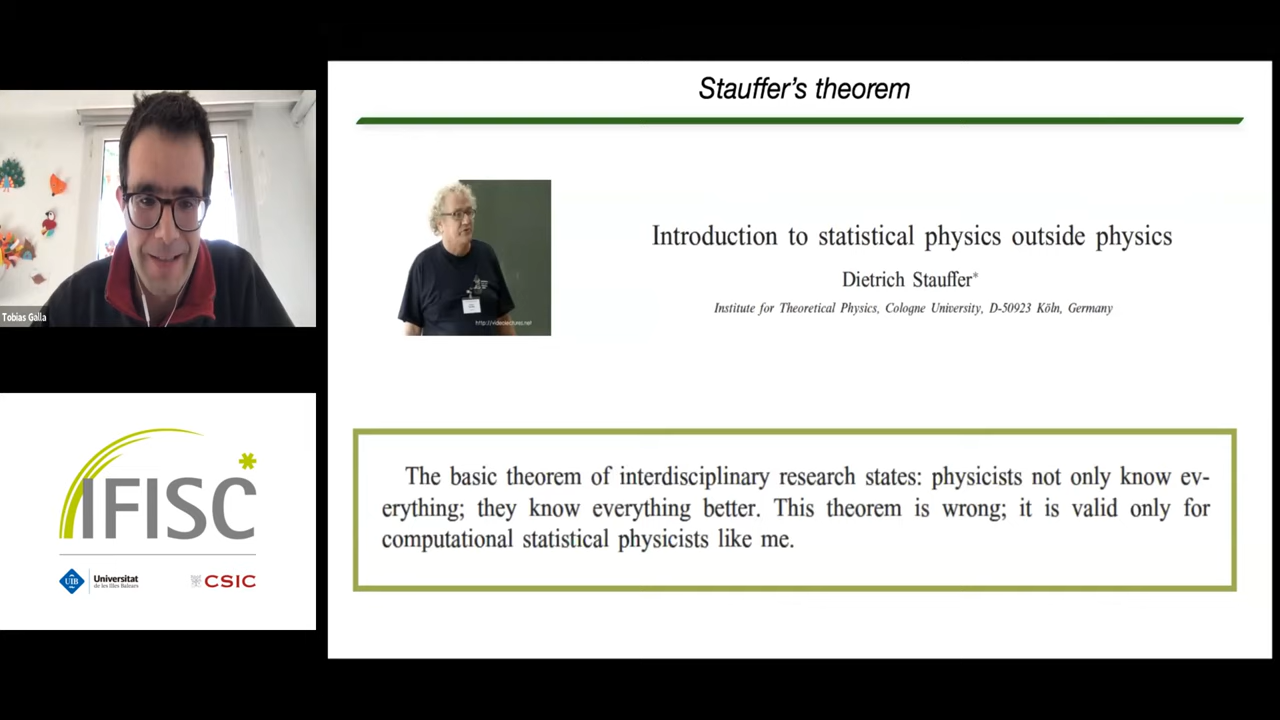 Stauffer's theorem
Tobias Galla
http://videolectures.net
Introduction to statistical physics outside physics
Dietrich Stauffer*
Institute for Theoretical Physics, Cologne University, D-50923 Köln, Germany
The basic theorem of interdisciplinary research states: physicists not only know ev-
erything; they know everything better. This theorem is wrong; it is valid only for
computational statistical physicists like me.
IFISC
UIB Universitat
de les Illes Balears
CSIC